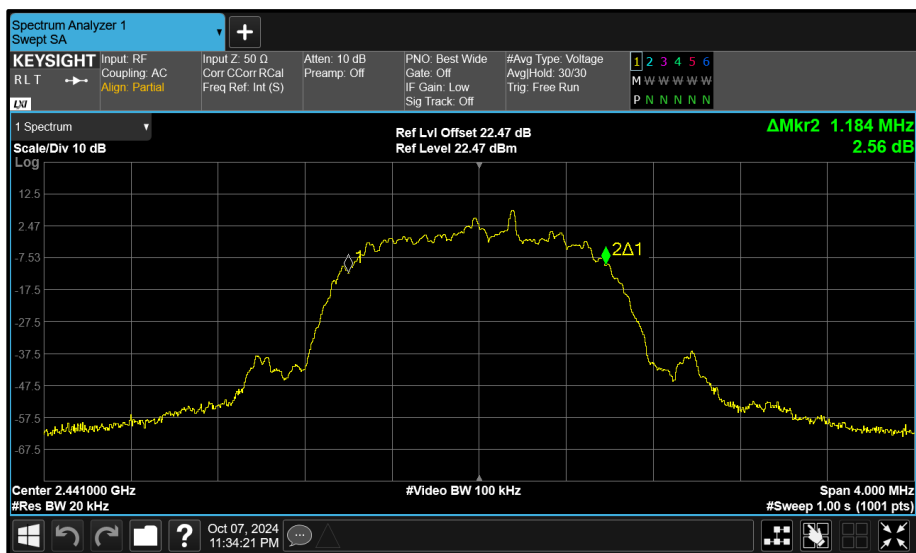 Spectrum Analyzer 1
Swept SA
+
KEYSIGHT Input: RF Input Z: 50 Ω Atten: 10 dB PNO: Best Wide #Avg Type: Voltage 1 2 3 4 5 6
R L T Coupling: AC Corr CCorr RCal Preamp: Off Gate: Off Avg|Hold: 30/30 M W W W W W
Align: Partial Freq Ref: Int (S) IF Gain: Low Trig: Free Run
LXI Sig Track: Off P N N N N N
1 Spectrum
Ref Lvl Offset 22.47 dB ΔMkr2 1.184 MHz
Scale/Div 10 dB Ref Level 22.47 dBm 2.56 dB
Log
12.5
2.47
-7.53
1
2Δ1
-17.5
-27.5
-37.5
-47.5
-57.5
-67.5
Center 2.441000 GHz #Video BW 100 kHz Span 4.000 MHz
#Res BW 20 kHz #Sweep 1.00 s (1001 pts)
? Oct 07, 2024
11:34:21 PM